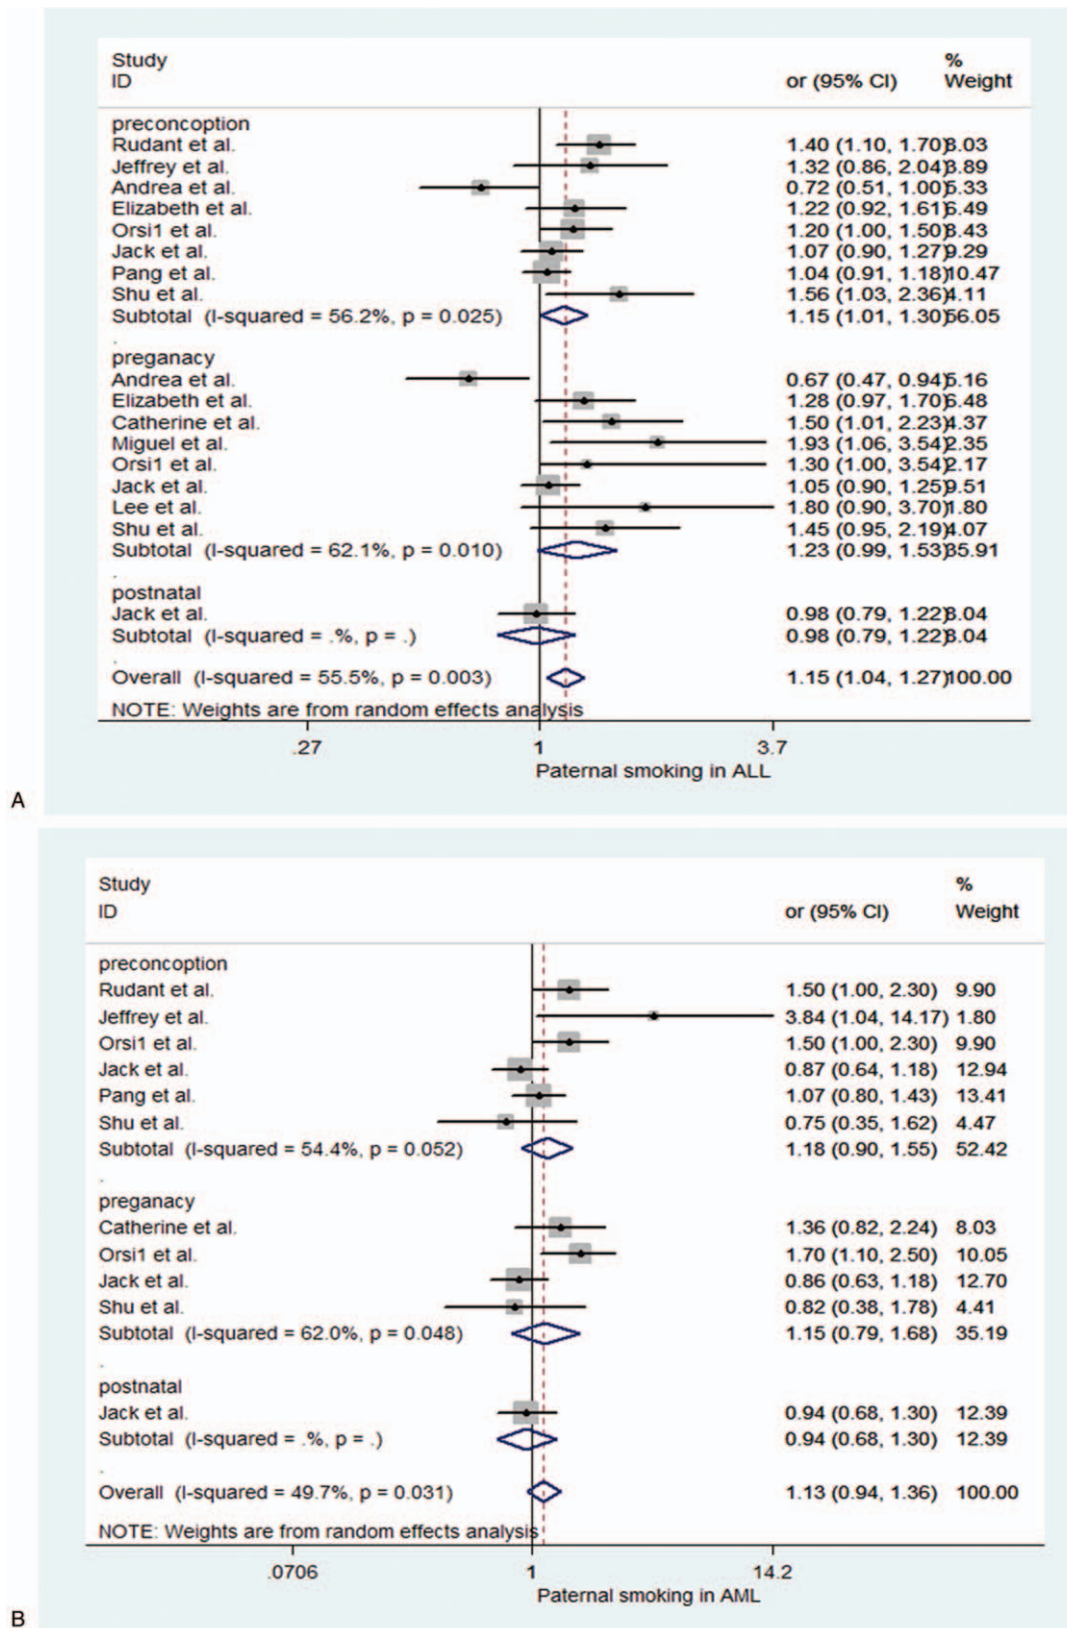 Study % 
ID or (95% CI) Weight
preconcoption
Rudant et al. 1.40 (1.10, 1.70) 8.03
Jeffrey et al. 1.32 (0.86, 2.04) 3.89
Andrea et al. 0.72 (0.51, 1.00) 5.33
Elizabeth et al. 1.22 (0.92, 1.61) 6.49
Orsi1 et al. 1.20 (1.00, 1.50) 8.43
Jack et al. 1.07 (0.90, 1.27) 9.29
Pang et al. 1.04 (0.91, 1.18) 10.47
Shu et al. 1.56 (1.03, 2.36) 4.11
Subtotal (I-squared = 56.2%, p = 0.025) 1.15 (1.01, 1.30) 56.05
.
preganacy
Andrea et al. 0.67 (0.47, 0.94) 5.16
Elizabeth et al. 1.28 (0.97, 1.70) 6.48
Catherine et al. 1.50 (1.01, 2.23) 4.37
Miguel et al. 1.93 (1.06, 3.54) 2.35
Orsi1 et al. 1.30 (1.00, 3.54) 2.17
Jack et al. 1.05 (0.90, 1.25) 9.51
Lee et al. 1.80 (0.90, 3.70) 1.80
Shu et al. 1.45 (0.95, 2.19) 4.07
Subtotal (I-squared = 62.1%, p = 0.010) 1.23 (0.99, 1.53) 35.91
.
postnatal
Jack et al. 0.98 (0.79, 1.22) 8.04
Subtotal (I-squared = .%, p = .) 0.98 (0.79, 1.22) 8.04
.
Overall (I-squared = 55.5%, p = 0.003) 1.15 (1.04, 1.27) 100.00
NOTE: Weights are from random effects analysis
.27 1 3.7
Paternal smoking in ALL
A
Study %
ID or (95% CI) Weight
preconcoption
Rudant et al. 1.50 (1.00, 2.30) 9.90
Jeffrey et al. 3.84 (1.04, 14.17) 1.80
Orsi1 et al. 1.50 (1.00, 2.30) 9.90
Jack et al. 0.87 (0.64, 1.18) 12.94
Pang et al. 1.07 (0.80, 1.43) 13.41
Shu et al. 0.75 (0.35, 1.62) 4.47
Subtotal (I-squared = 54.4%, p = 0.052) 1.18 (0.90, 1.55) 52.42
.
preganacy
Catherine et al. 1.36 (0.82, 2.24) 8.03
Orsi1 et al. 1.70 (1.10, 2.50) 10.05
Jack et al. 0.86 (0.63, 1.18) 12.70
Shu et al. 0.82 (0.38, 1.78) 4.41
Subtotal (I-squared = 62.0%, p = 0.048) 1.15 (0.79, 1.68) 35.19
.
postnatal
Jack et al. 0.94 (0.68, 1.30) 12.39
Subtotal (I-squared = .%, p = .) 0.94 (0.68, 1.30) 12.39
.
Overall (I-squared = 49.7%, p = 0.031) 1.13 (0.94, 1.36) 100.00
NOTE: Weights are from random effects analysis
.0706 1 14.2
Paternal smoking in AML
B